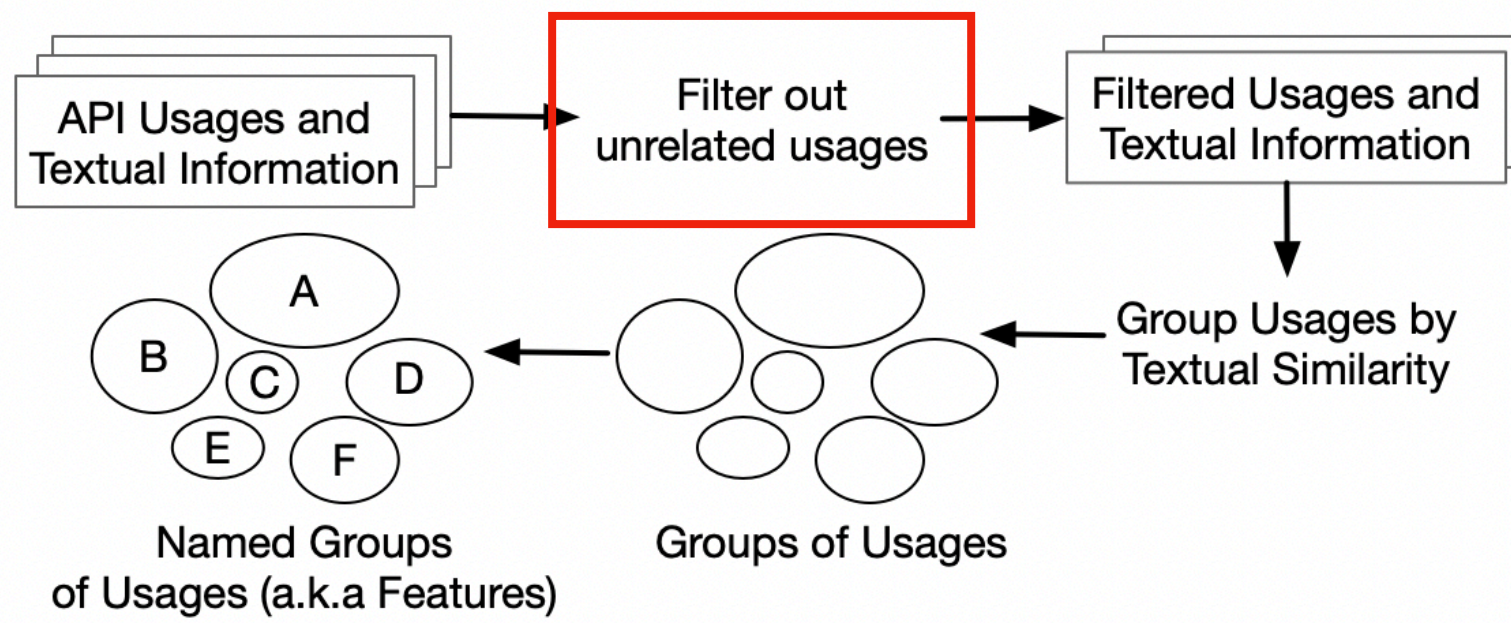 API Usages and
Textual Information
Filter out
unrelated usages
Filtered Usages and
Textual Information
Group Usages by
Textual Similarity
A
B
C
D
E
F
Named Groups
of Usages (a.k.a Features)
Groups of Usages